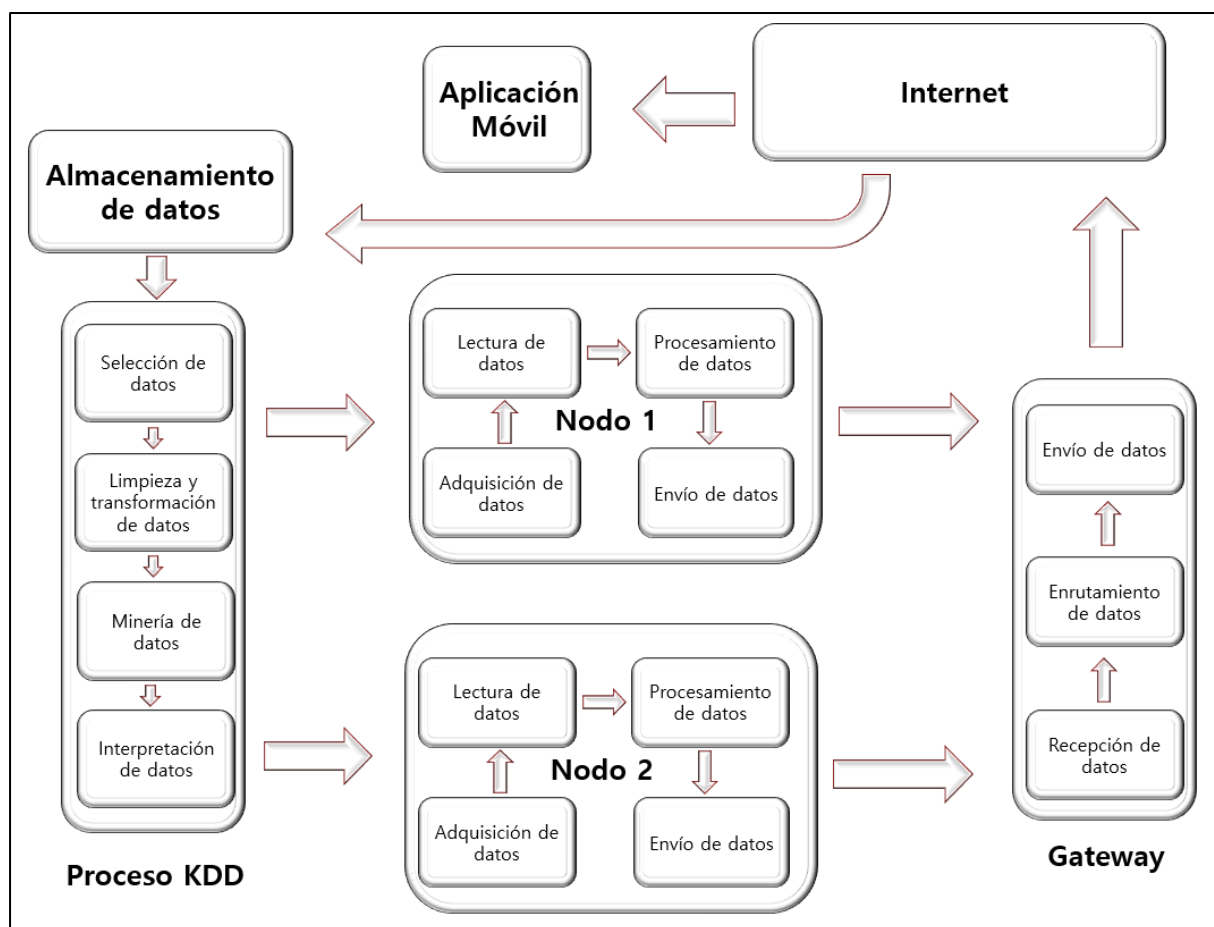 Aplicación
Móvil
Internet
Almacenamiento
de datos
Selección de
datos
Limpieza y
transformación
de datos
Minería de
datos
Interpretación
de datos
Proceso KDD
Lectura de
datos
Procesamiento
de datos
Nodo 1
Adquisición de
datos
Envío de datos
Lectura de
datos
Procesamiento
de datos
Nodo 2
Adquisición de
datos
Envío de datos
Envío de datos
Enrutamiento
de datos
Recepción de
datos
Gateway